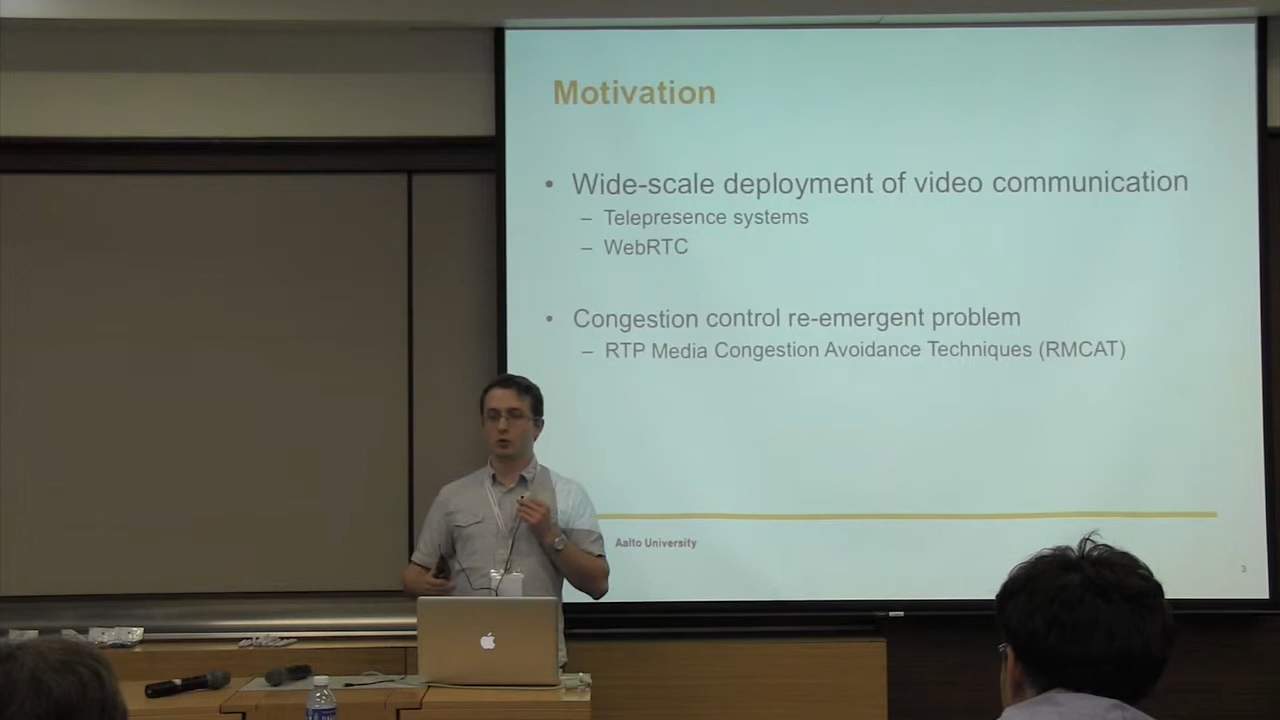 Motivation
• Wide-scale deployment of video communication
– Telepresence systems
– WebRTC
• Congestion control re-emergent problem
– RTP Media Congestion Avoidance Techniques (RMCAT)
Aalto University
3